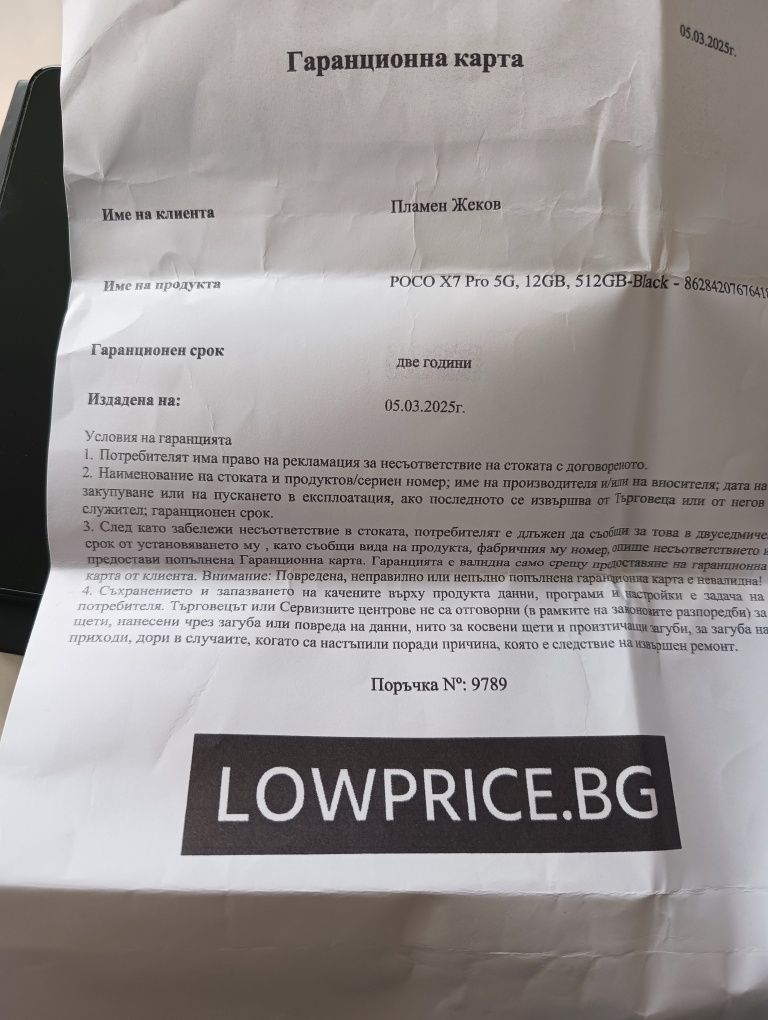 05.03.2025г.
Гаранционна карта
Име на клиента Пламен Жеков
Име на продукта POCO X7 Pro 5G, 12GB, 512GB-Black - 8628420767641
Гаранционен срок две години
Издадена на: 05.03.2025г.
Условия на гаранцията
1. Потребителят има право на рекламация за несъответствие на стоката с договореното.
2. Наименование на стоката и продуктов/сериен номер; име на производителя и/или на вносителя; дата на
закупуване или на пускането в експлоатация, ако последното се извършва от Търговеца или от негов
служител; гаранционен срок.
3. След като забележи несъответствие в стоката, потребителят е длъжен да съобщи за това в двуседмиче
срок от установяването му , като съобщи вида на продукта, фабричния му номер, опише несъответствието и
предостави попълнена Гаранционна карта. Гаранцията е валидна само срещу предоставяне на гаранционна
карта от клиента. Внимание: Повредена, неправилно или непълно попълнена гаранционна карта е невалидна!
4. Съхранението и запазването на качените върху продукта данни, програми и настройки е задача на
потребителя. Търговецът или Сервизните центрове не са отговорни (в рамките на законовите разпоредби) за
щети, нанесени чрез загуба или повреда на данни, нито за косвени щети и произтичащи загуби, за загуба на
приходи, дори в случаите, когато са настъпили поради причина, която е следствие на извършен ремонт.
Поръчка Nº: 9789
LOWPRICE.BG